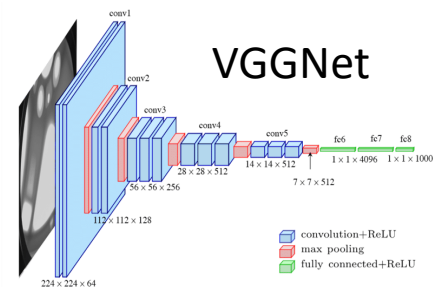 VGGNet
conv1
conv2
conv3
conv4
conv5
fc6
fc7
fc8
224 × 224 × 64
112 × 112 × 128
56 × 56 × 256
28 × 28 × 512
14 × 14 × 512
7 × 7 × 512
1 × 1 × 4096
1 × 1 × 1000
convolution+ReLU
max pooling
fully connected+ReLU